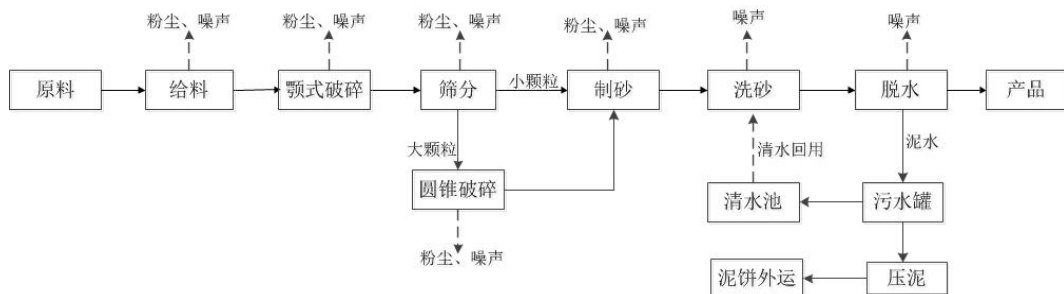 粉尘、噪声
粉尘、噪声
粉尘、噪声
粉尘、噪声
噪声
噪声
原料
给料
颚式破碎
筛分
小颗粒
制砂
洗砂
脱水
产品
大颗粒
清水回用
泥水
圆锥破碎
清水池
污水罐
粉尘、噪声
泥饼外运
压泥